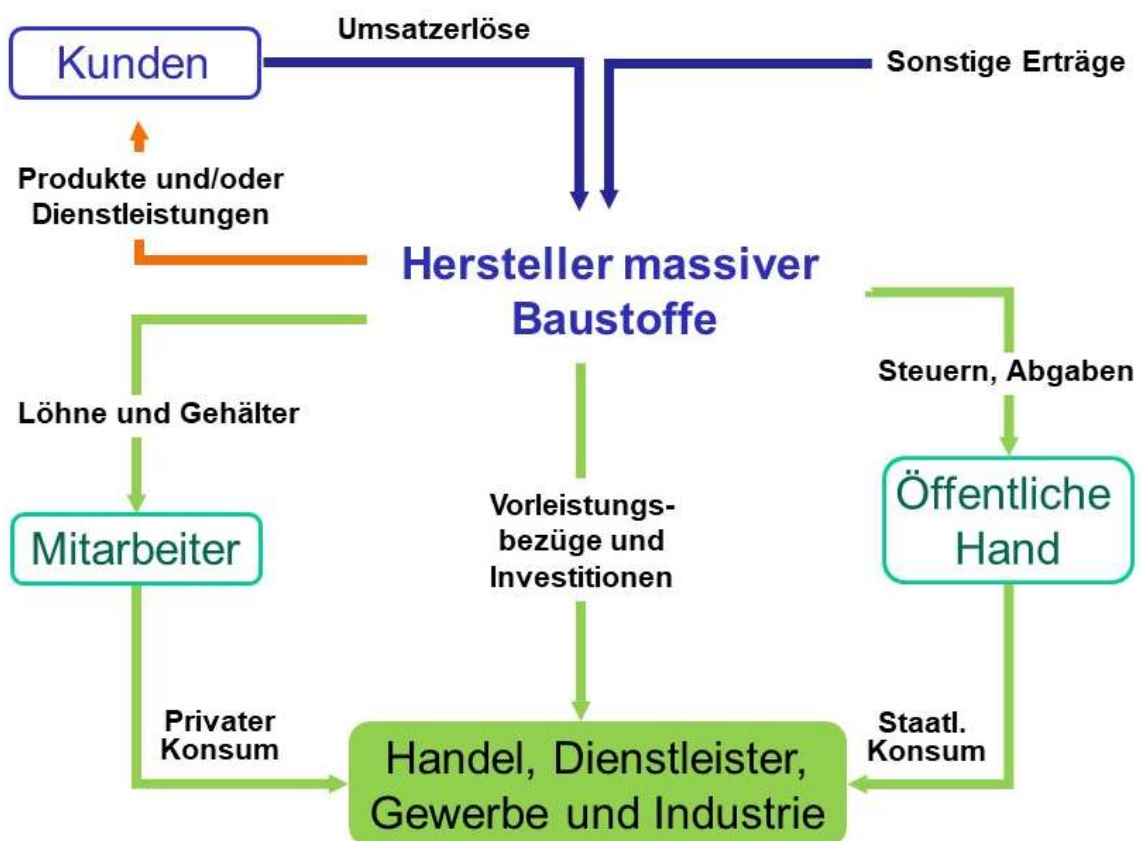 Umsatzerlöse
Kunden
Sonstige Erträge
Produkte und/oder
Dienstleistungen
Hersteller massiver
Baustoffe
Steuern, Abgaben
Löhne und Gehälter
Öffentliche
Hand
Vorleistungs-
bezüge und
Investitionen
Mitarbeiter
Privater
Konsum
Staatl.
Konsum
Handel, Dienstleister,
Gewerbe und Industrie